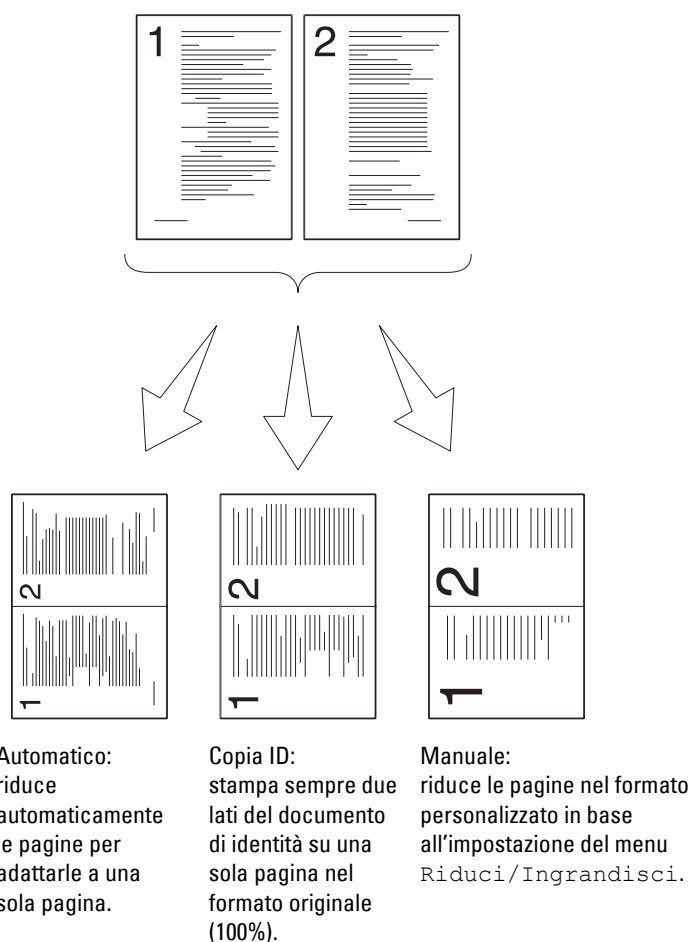 1
2
2
1
2
1
2
1
Automatico:
riduce
automaticamente
e pagine per
adattarle a una
sola pagina.
Copia ID:
stampa sempre due
lati del documento
di identità su una
sola pagina nel
formato originale
(100%).
Manuale:
riduce le pagine nel formato
personalizzato in base
all'impostazione del menu
Riduci/Ingrandisci.